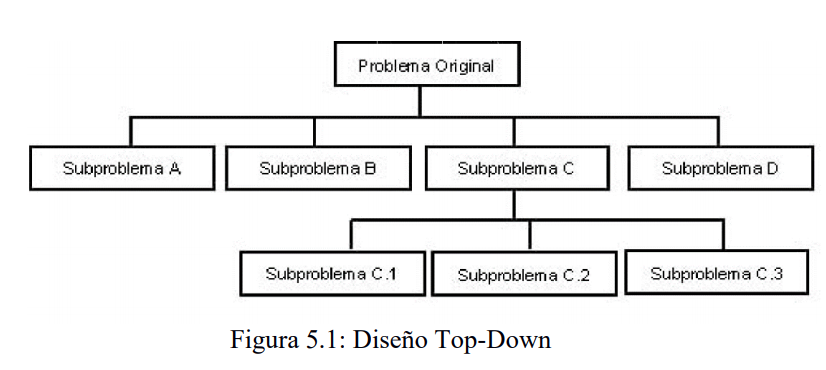 Problema Original
Subproblema A
Subproblema B
Subproblema C
Subproblema D
Subproblema C.1
Subproblema C.2
Subproblema C.3
Figura 5.1: Diseño Top-Down